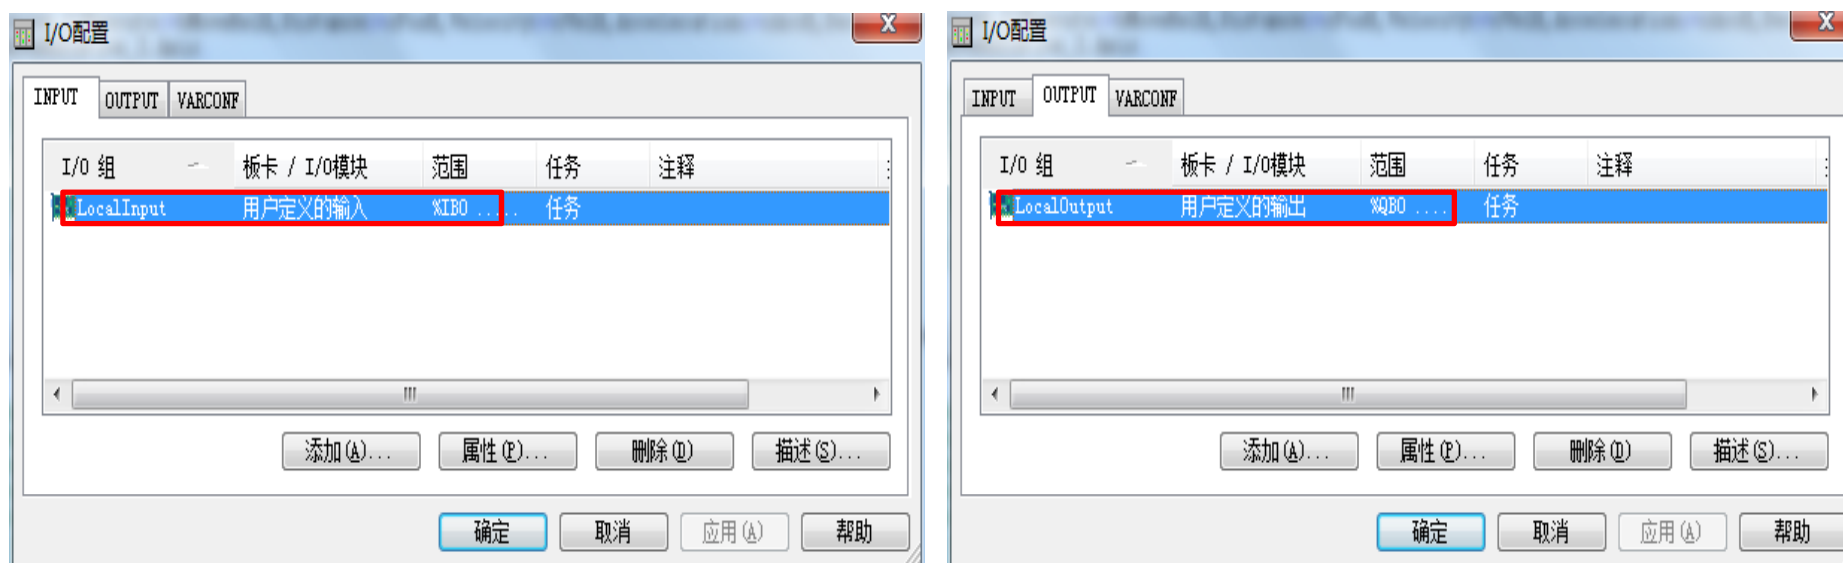 I/O配置
INPUT OUTPUT VARCONF
I/O 组 板卡 / I/O模块 范围 任务 注释
LocalInput 用户定义的输入 %IB0 ..... 任务
添加(A)... 属性(P)... 删除(D) 描述(S)...
确定 取消 应用(A) 帮助
I/O配置
INPUT OUTPUT VARCONF
I/O 组 板卡 / I/O模块 范围 任务 注释
LocalOutput 用户定义的输出 %QB0 .... 任务
添加(A)... 属性(P)... 删除(D) 描述(S)...
确定 取消 应用(A) 帮助